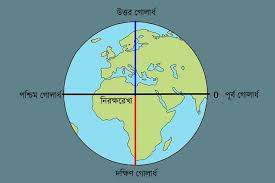 উত্তর গোলার্ধ
পশ্চিম গোলার্ধ
নিরক্ষরেখা
0 পূর্ব গোলার্ধ
দক্ষিণ গোলার্ধ